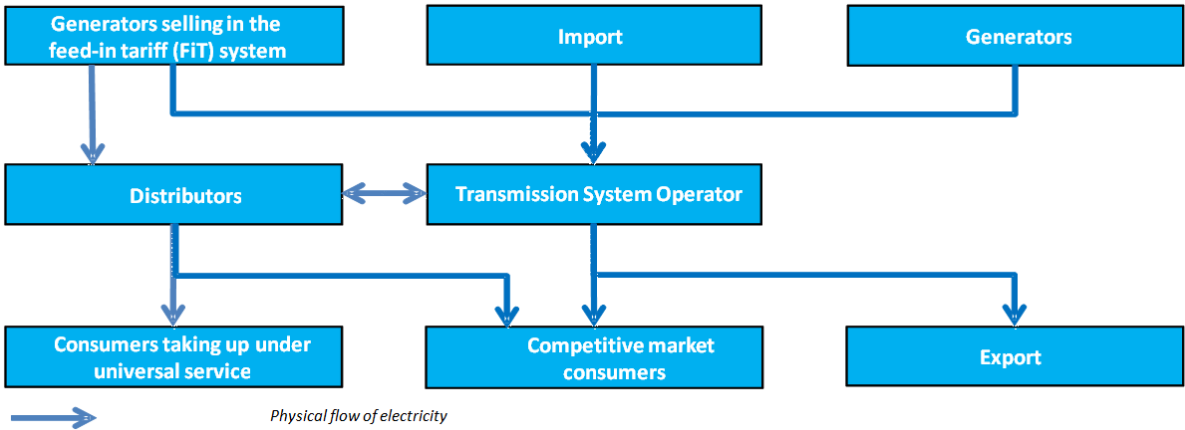 Generators selling in the
feed-in tariff (FiT) system
Import
Generators
Distributors
Transmission System Operator
Consumers taking up under
universal service
Competitive market
consumers
Export
Physical flow of electricity